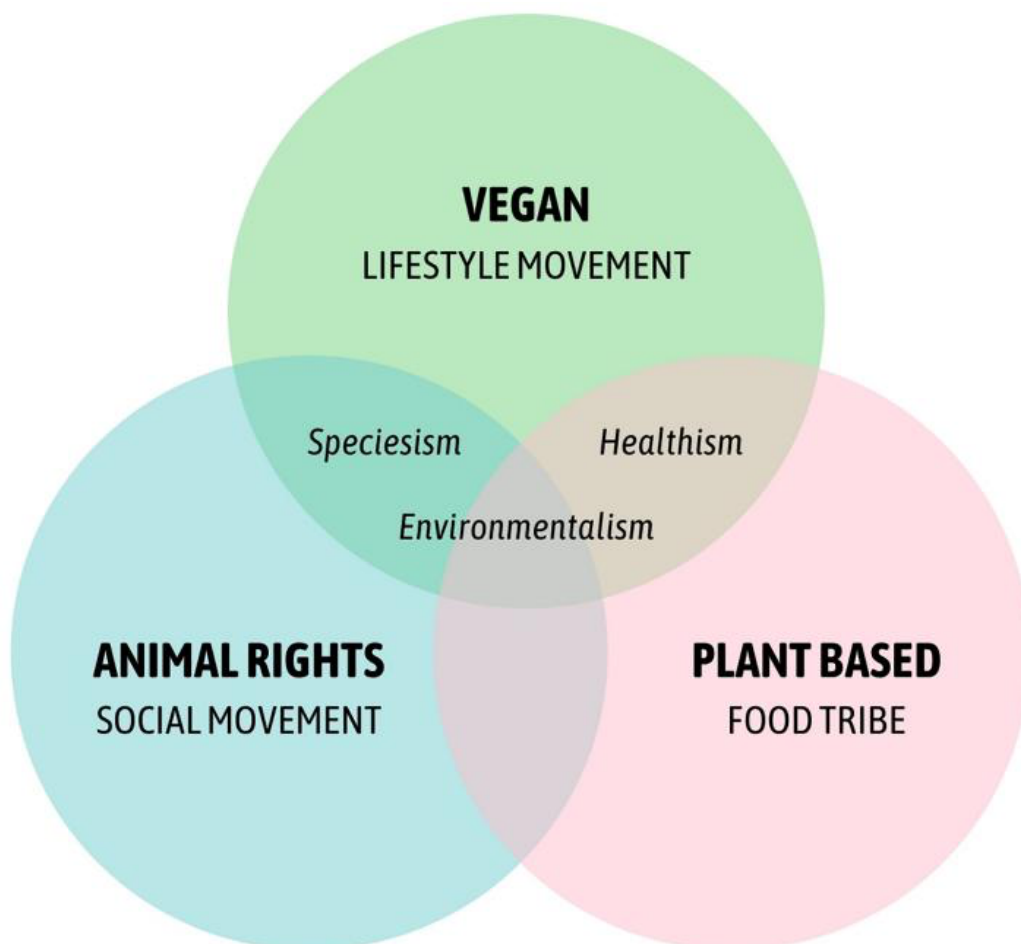 VEGAN
LIFESTYLE MOVEMENT
Speciesism
Healthism
Environmentalism
ANIMAL RIGHTS
SOCIAL MOVEMENT
PLANT BASED
FOOD TRIBE